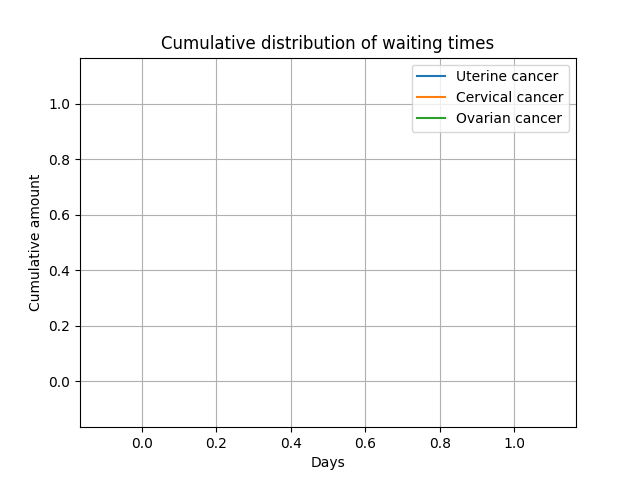 Cumulative distribution of waiting times
Uterine cancer
Cervical cancer
Ovarian cancer
Cumulative amount
1.0
0.8
0.6
0.4
0.2
0.0
0.0 0.2 0.4 0.6 0.8 1.0
Days